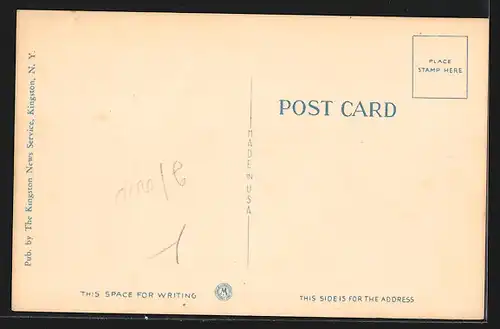 Pub. by The Kingston News Service, Kingston, N. Y.
PLACE
STAMP HERE
POST CARD
MADE IN USA
THIS SPACE FOR WRITING
THIS SIDE IS FOR THE ADDRESS